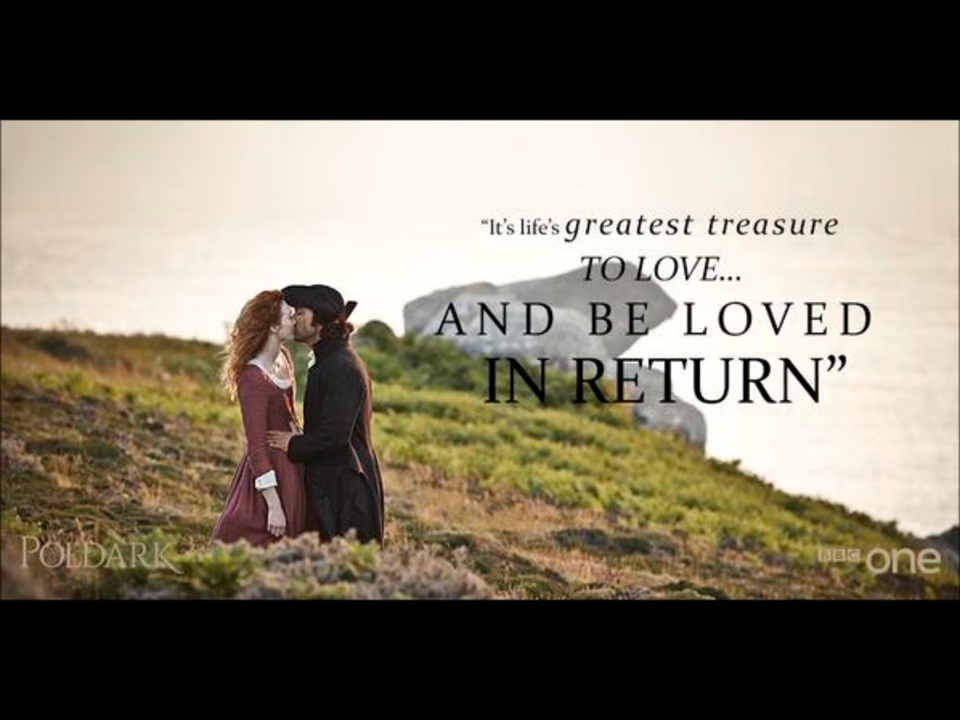 “It’s life’s greatest treasure
TO LOVE...
AND BE LOVED
IN RETURN”
POLDARK
BBC one